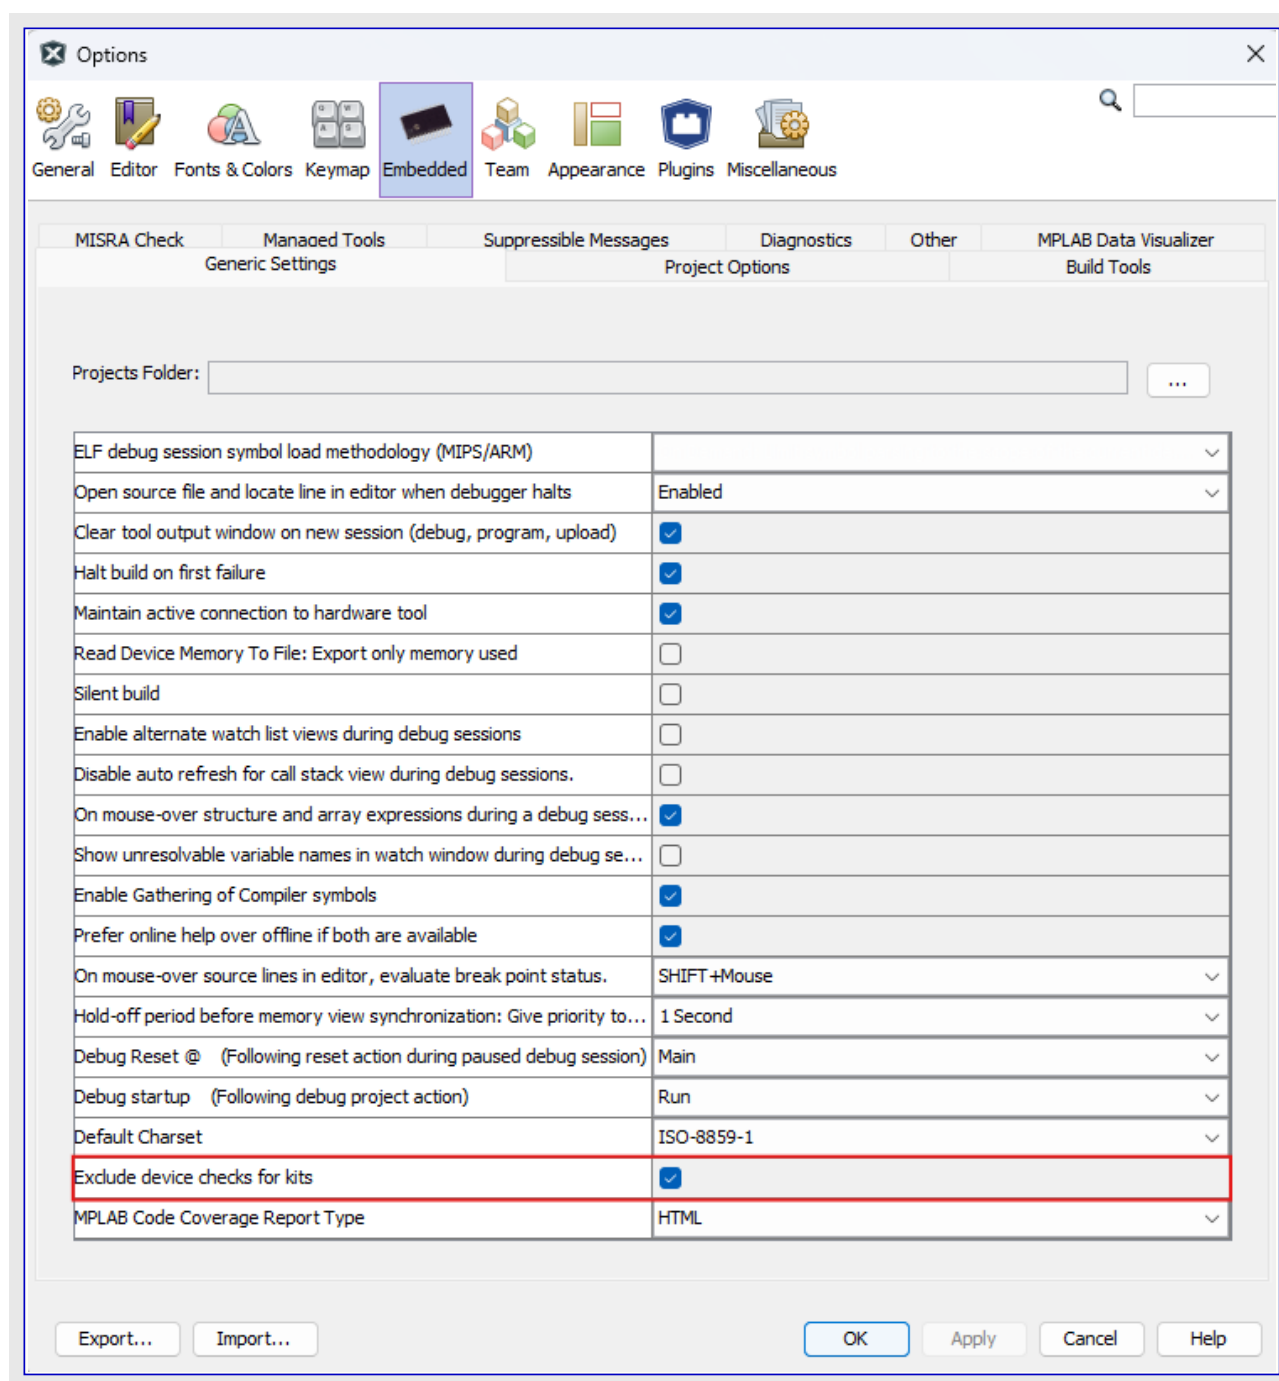 Options
General Editor Fonts & Colors Keymap Embedded Team Appearance Plugins Miscellaneous
MISRA Check Managed Tools Suppressible Messages Diagnostics Other MPLAB Data Visualizer
Generic Settings Project Options Build Tools
Projects Folder: ...
ELF debug session symbol load methodology (MIPS/ARM)
Open source file and locate line in editor when debugger halts Enabled
Clear tool output window on new session (debug, program, upload)
Halt build on first failure
Maintain active connection to hardware tool
Read Device Memory To File: Export only memory used
Silent build
Enable alternate watch list views during debug sessions
Disable auto refresh for call stack view during debug sessions.
On mouse-over structure and array expressions during a debug sess...
Show unresolvable variable names in watch window during debug se...
Enable Gathering of Compiler symbols
Prefer online help over offline if both are available
On mouse-over source lines in editor, evaluate break point status. SHIFT+Mouse
Hold-off period before memory view synchronization: Give priority to... 1 Second
Debug Reset @ (Following reset action during paused debug session) Main
Debug startup (Following debug project action) Run
Default Charset ISO-8859-1
Exclude device checks for kits
MPLAB Code Coverage Report Type HTML
Export... Import... OK Apply Cancel Help